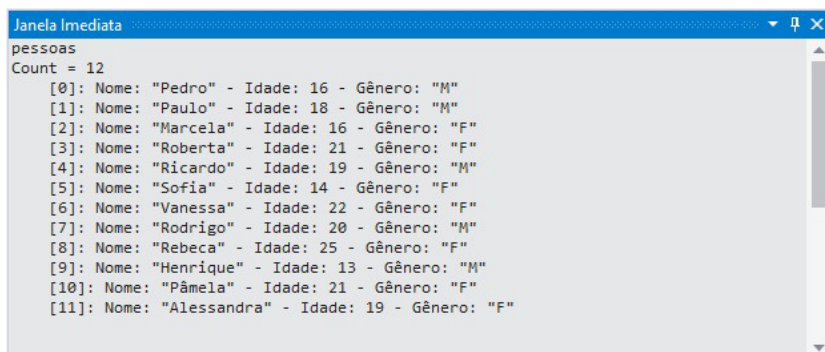 Janela Imediata
pessoas
Count = 12
[0]: Nome: "Pedro" - Idade: 16 - Gênero: "M"
[1]: Nome: "Paulo" - Idade: 18 - Gênero: "M"
[2]: Nome: "Marcela" - Idade: 16 - Gênero: "F"
[3]: Nome: "Roberta" - Idade: 21 - Gênero: "F"
[4]: Nome: "Ricardo" - Idade: 19 - Gênero: "M"
[5]: Nome: "Sofia" - Idade: 14 - Gênero: "F"
[6]: Nome: "Vanessa" - Idade: 22 - Gênero: "F"
[7]: Nome: "Rodrigo" - Idade: 20 - Gênero: "M"
[8]: Nome: "Rebeca" - Idade: 25 - Gênero: "F"
[9]: Nome: "Henrique" - Idade: 13 - Gênero: "M"
[10]: Nome: "Pâmela" - Idade: 21 - Gênero: "F"
[11]: Nome: "Alessandra" - Idade: 19 - Gênero: "F"